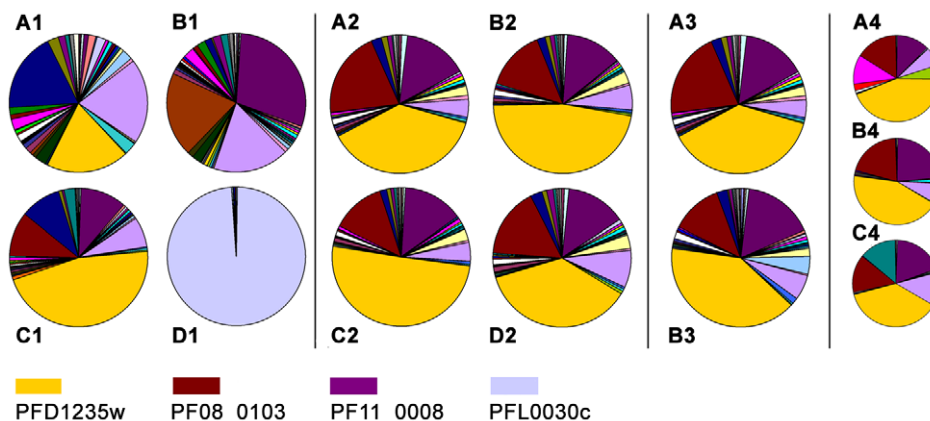 A1 B1 A2 B2 A3 A4
B4
C4
C1 D1 C2 D2 B3
PFD1235w PF08 0103 PF11 0008 PFL0030c